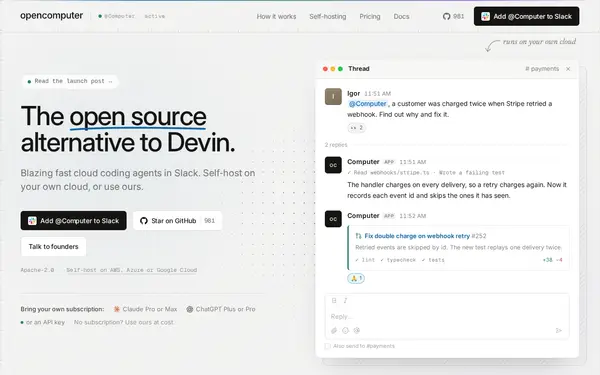 opencomputer
@Computer active
How it works
Self-hosting
Pricing
Docs
981
Add @Computer to Slack
runs on your own cloud
Read the launch post →
The open source
alternative to Devin.
Blazing fast cloud coding agents in Slack. Self-host on
your own cloud, or use ours.
Add @Computer to Slack
Star on GitHub 981
Talk to founders
Apache-2.0 Self-host on AWS, Azure or Google Cloud
Bring your own subscription: Claude Pro or Max ChatGPT Plus or Pro
or an API key No subscription? Use ours at cost.
Thread
# payments ×
I
Igor 11:51 AM
@Computer, a customer was charged twice when Stripe retried a
webhook. Find out why and fix it.
👀 2
2 replies
OC
Computer APP 11:51 AM
✓ Read webhooks/stripe.ts · Wrote a failing test
The handler charges on every delivery, so a retry charges again. Now it
records each event id and skips the ones it has seen.
OC
Computer APP 11:52 AM
Fix double charge on webhook retry #252
Retried events are skipped by id. The new test replays one delivery twice.
✓ lint ✓ typecheck ✓ tests +38 −4
🙏 1
B I
Reply...
Also send to #payments